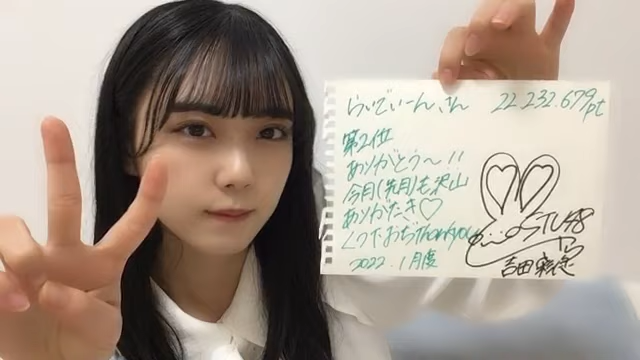 らいでぃーんさん 22.232.679pt
第2位
ありがとう〜!!
今月(先月)も沢山
ありがたき♡
Thankyou
2022.1月度
STU48
吉田彩良